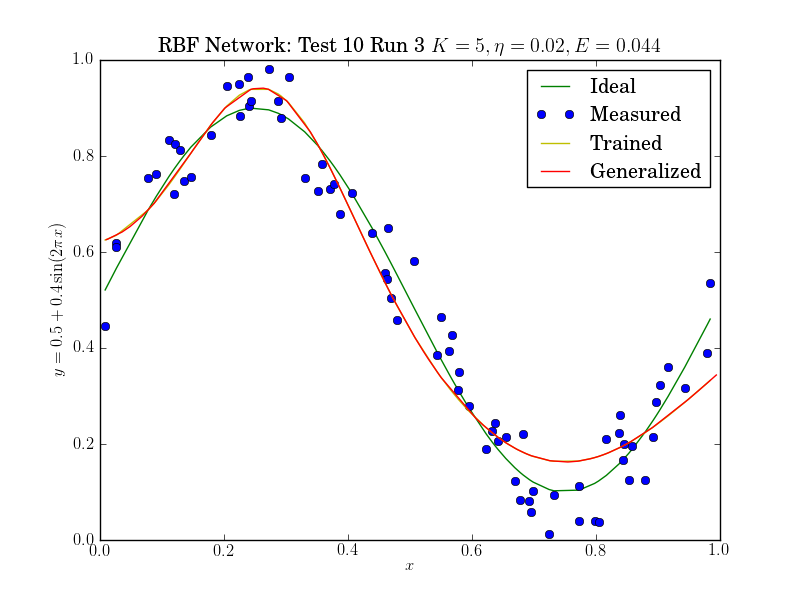 RBF Network: Test 10 Run 3 K = 5, η = 0.02, E = 0.044
1.0
0.8
0.6
0.4
0.2
0.0
y = 0.5 + 0.4 sin(2πx)
Ideal
Measured
Trained
Generalized
0.0 0.2 0.4 0.6 0.8 1.0
x